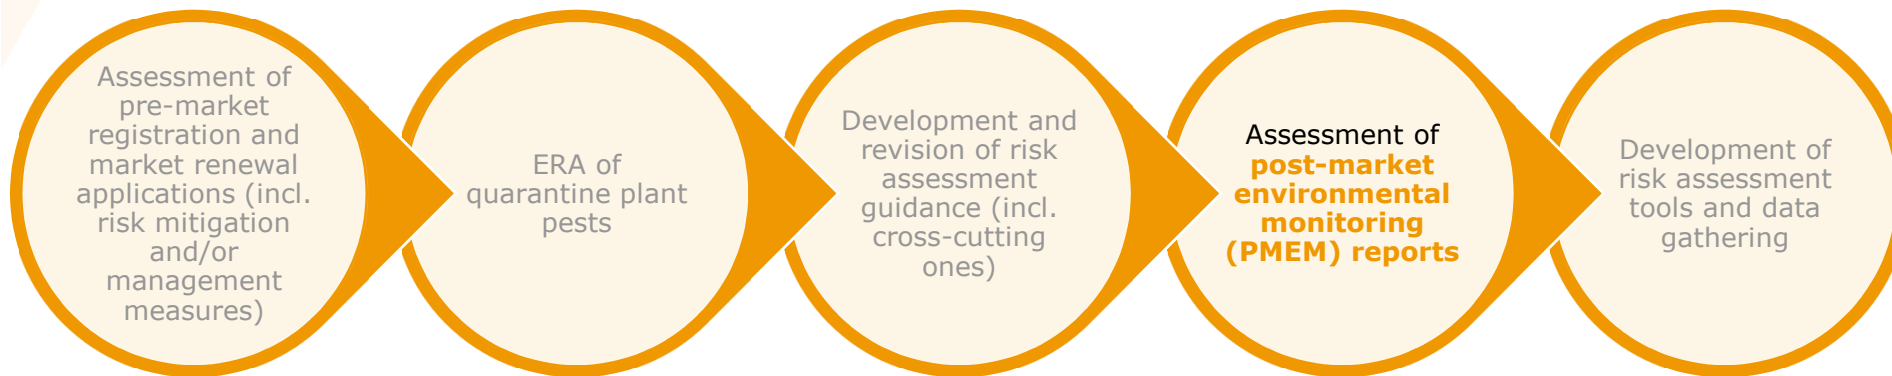 Assessment of
pre-market
registration and
market renewal
applications (incl.
risk mitigation
and/or
management
measures)
ERA of
quarantine plant
pests
Development and
revision of risk
assessment
guidance (incl.
cross-cutting
ones)
Assessment of
post-market
environmental
monitoring
(PMEM) reports
Development of
risk assessment
tools and data
gathering